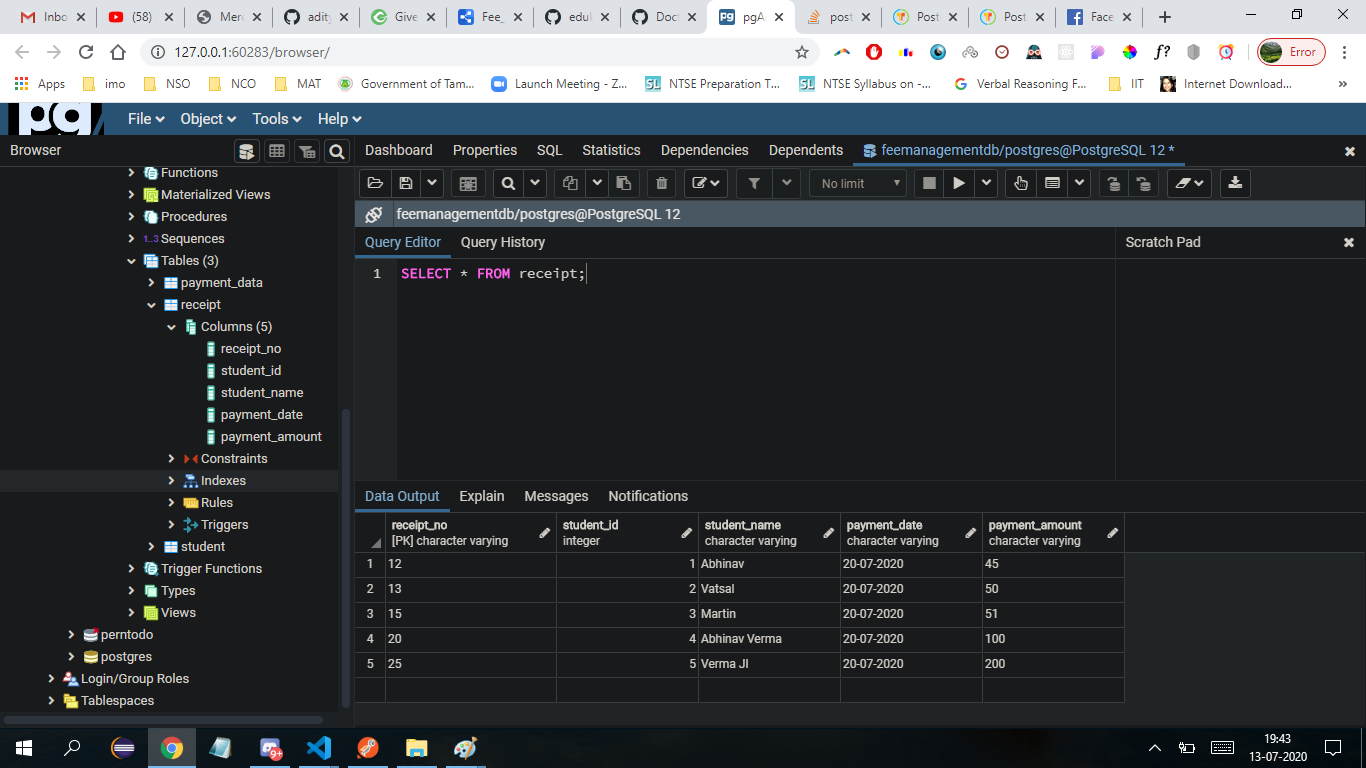 Inbo
(58)
Merc
adity
Give
Fee_
eduk
Doct
pgA
post
Post
Post
Face
127.0.0.1:60283/browser/
f?
Error
Apps
imo
NSO
NCO
MAT
Government of Tam...
Launch Meeting - Z...
SL
NTSE Preparation T...
SL
NTSE Syllabus on -...
Verbal Reasoning F...
IIT
Internet Download...
»
pg
File
Object
Tools
Help
Browser
Dashboard
Properties
SQL
Statistics
Dependencies
Dependents
feemanagementdb/postgres@PostgreSQL 12 *
No limit
feemanagementdb/postgres@PostgreSQL 12
Query Editor
Query History
Scratch Pad
1 SELECT * FROM receipt;
Functions
Materialized Views
Procedures
1..3 Sequences
Tables (3)
payment_data
receipt
Columns (5)
receipt_no
student_id
student_name
payment_date
payment_amount
Constraints
Indexes
Rules
Triggers
student
Trigger Functions
Types
Views
perntodo
postgres
Login/Group Roles
Tablespaces
Data Output
Explain
Messages
Notifications
receipt_no student_id student_name payment_date payment_amount
[PK] character varying integer character varying character varying character varying
1 12 1 Abhinav 20-07-2020 45
2 13 2 Vatsal 20-07-2020 50
3 15 3 Martin 20-07-2020 51
4 20 4 Abhinav Verma 20-07-2020 100
5 25 5 Verma JI 20-07-2020 200
9+
19:43
13-07-2020